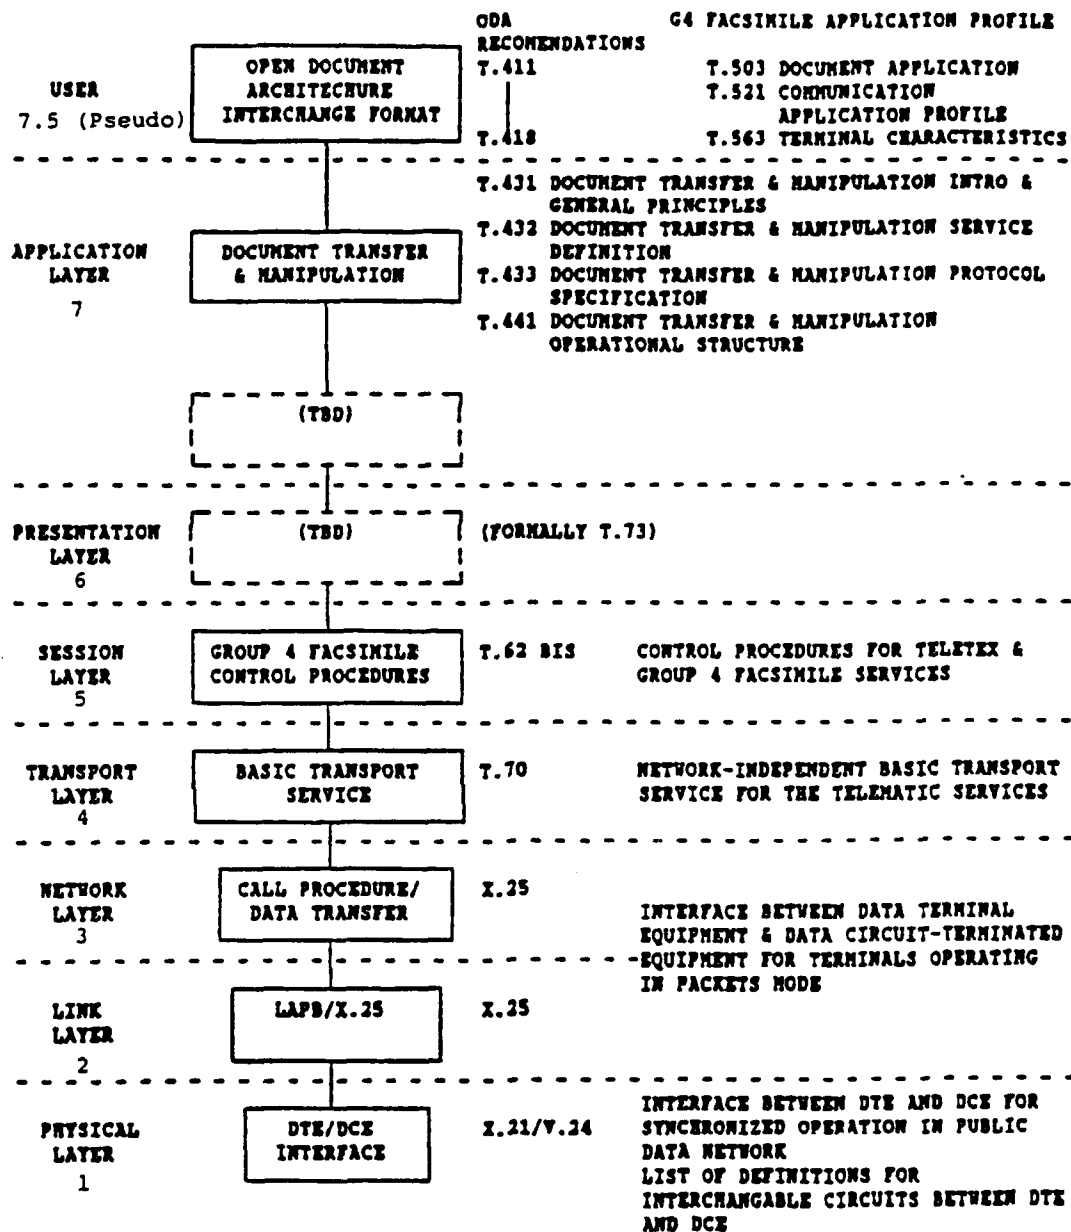 ODA
RECOMENDATIONS
G4 FACSIMILE APPLICATION PROFILE
USER
7.5 (Pseudo)
OPEN DOCUMENT
ARCHITECHURE
INTERCHANGE FORMAT
T.411
T.418
T.503 DOCUMENT APPLICATION
T.521 COMMUNICATION
APPLICATION PROFILE
T.563 TERMINAL CHARACTERISTICS
APPLICATION
LAYER
7
DOCUMENT TRANSFER
& MANIPULATION
T.431 DOCUMENT TRANSFER & MANIPULATION INTRO &
GENERAL PRINCIPLES
T.432 DOCUMENT TRANSFER & MANIPULATION SERVICE
DEFINITION
T.433 DOCUMENT TRANSFER & MANIPULATION PROTOCOL
SPECIFICATION
T.441 DOCUMENT TRANSFER & MANIPULATION
OPERATIONAL STRUCTURE
(TBD)
PRESENTATION
LAYER
6
(TBD)
(FORMALLY T.73)
SESSION
LAYER
5
GROUP 4 FACSIMILE
CONTROL PROCEDURES
T.62 BIS
CONTROL PROCEDURES FOR TELETEX &
GROUP 4 FACSIMILE SERVICES
TRANSPORT
LAYER
4
BASIC TRANSPORT
SERVICE
T.70
NETWORK-INDEPENDENT BASIC TRANSPORT
SERVICE FOR THE TELEMATIC SERVICES
NETWORK
LAYER
3
CALL PROCEDURE/
DATA TRANSFER
X.25
INTERFACE BETWEEN DATA TERMINAL
EQUIPMENT & DATA CIRCUIT-TERMINATED
EQUIPMENT FOR TERMINALS OPERATING
IN PACKETS MODE
LINK
LAYER
2
LAPB/X.25
X.25
PHYSICAL
LAYER
1
DTE/DCE
INTERFACE
X.21/V.24
INTERFACE BETWEEN DTE AND DCE FOR
SYNCHRONIZED OPERATION IN PUBLIC
DATA NETWORK
LIST OF DEFINITIONS FOR
INTERCHANGABLE CIRCUITS BETWEEN DTE
AND DCE